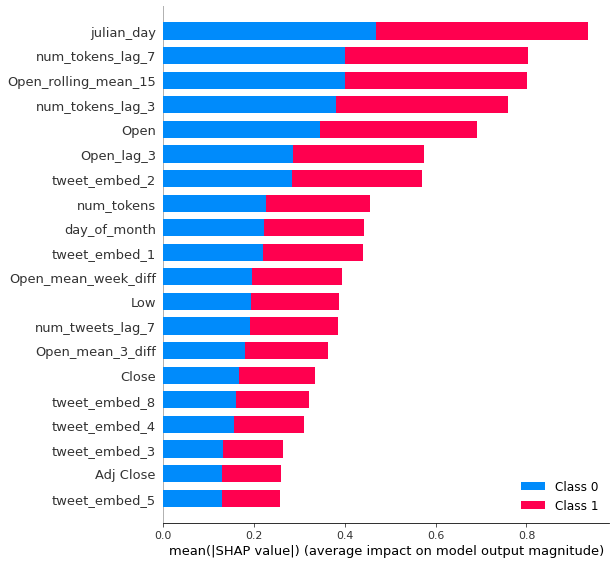 julian_day
num_tokens_lag_7
Open_rolling_mean_15
num_tokens_lag_3
Open
Open_lag_3
tweet_embed_2
num_tokens
day_of_month
tweet_embed_1
Open_mean_week_diff
Low
num_tweets_lag_7
Open_mean_3_diff
Close
tweet_embed_8
tweet_embed_4
tweet_embed_3
Adj Close
tweet_embed_5
Class 0
Class 1
0.0 0.2 0.4 0.6 0.8
mean(|SHAP value|) (average impact on model output magnitude)